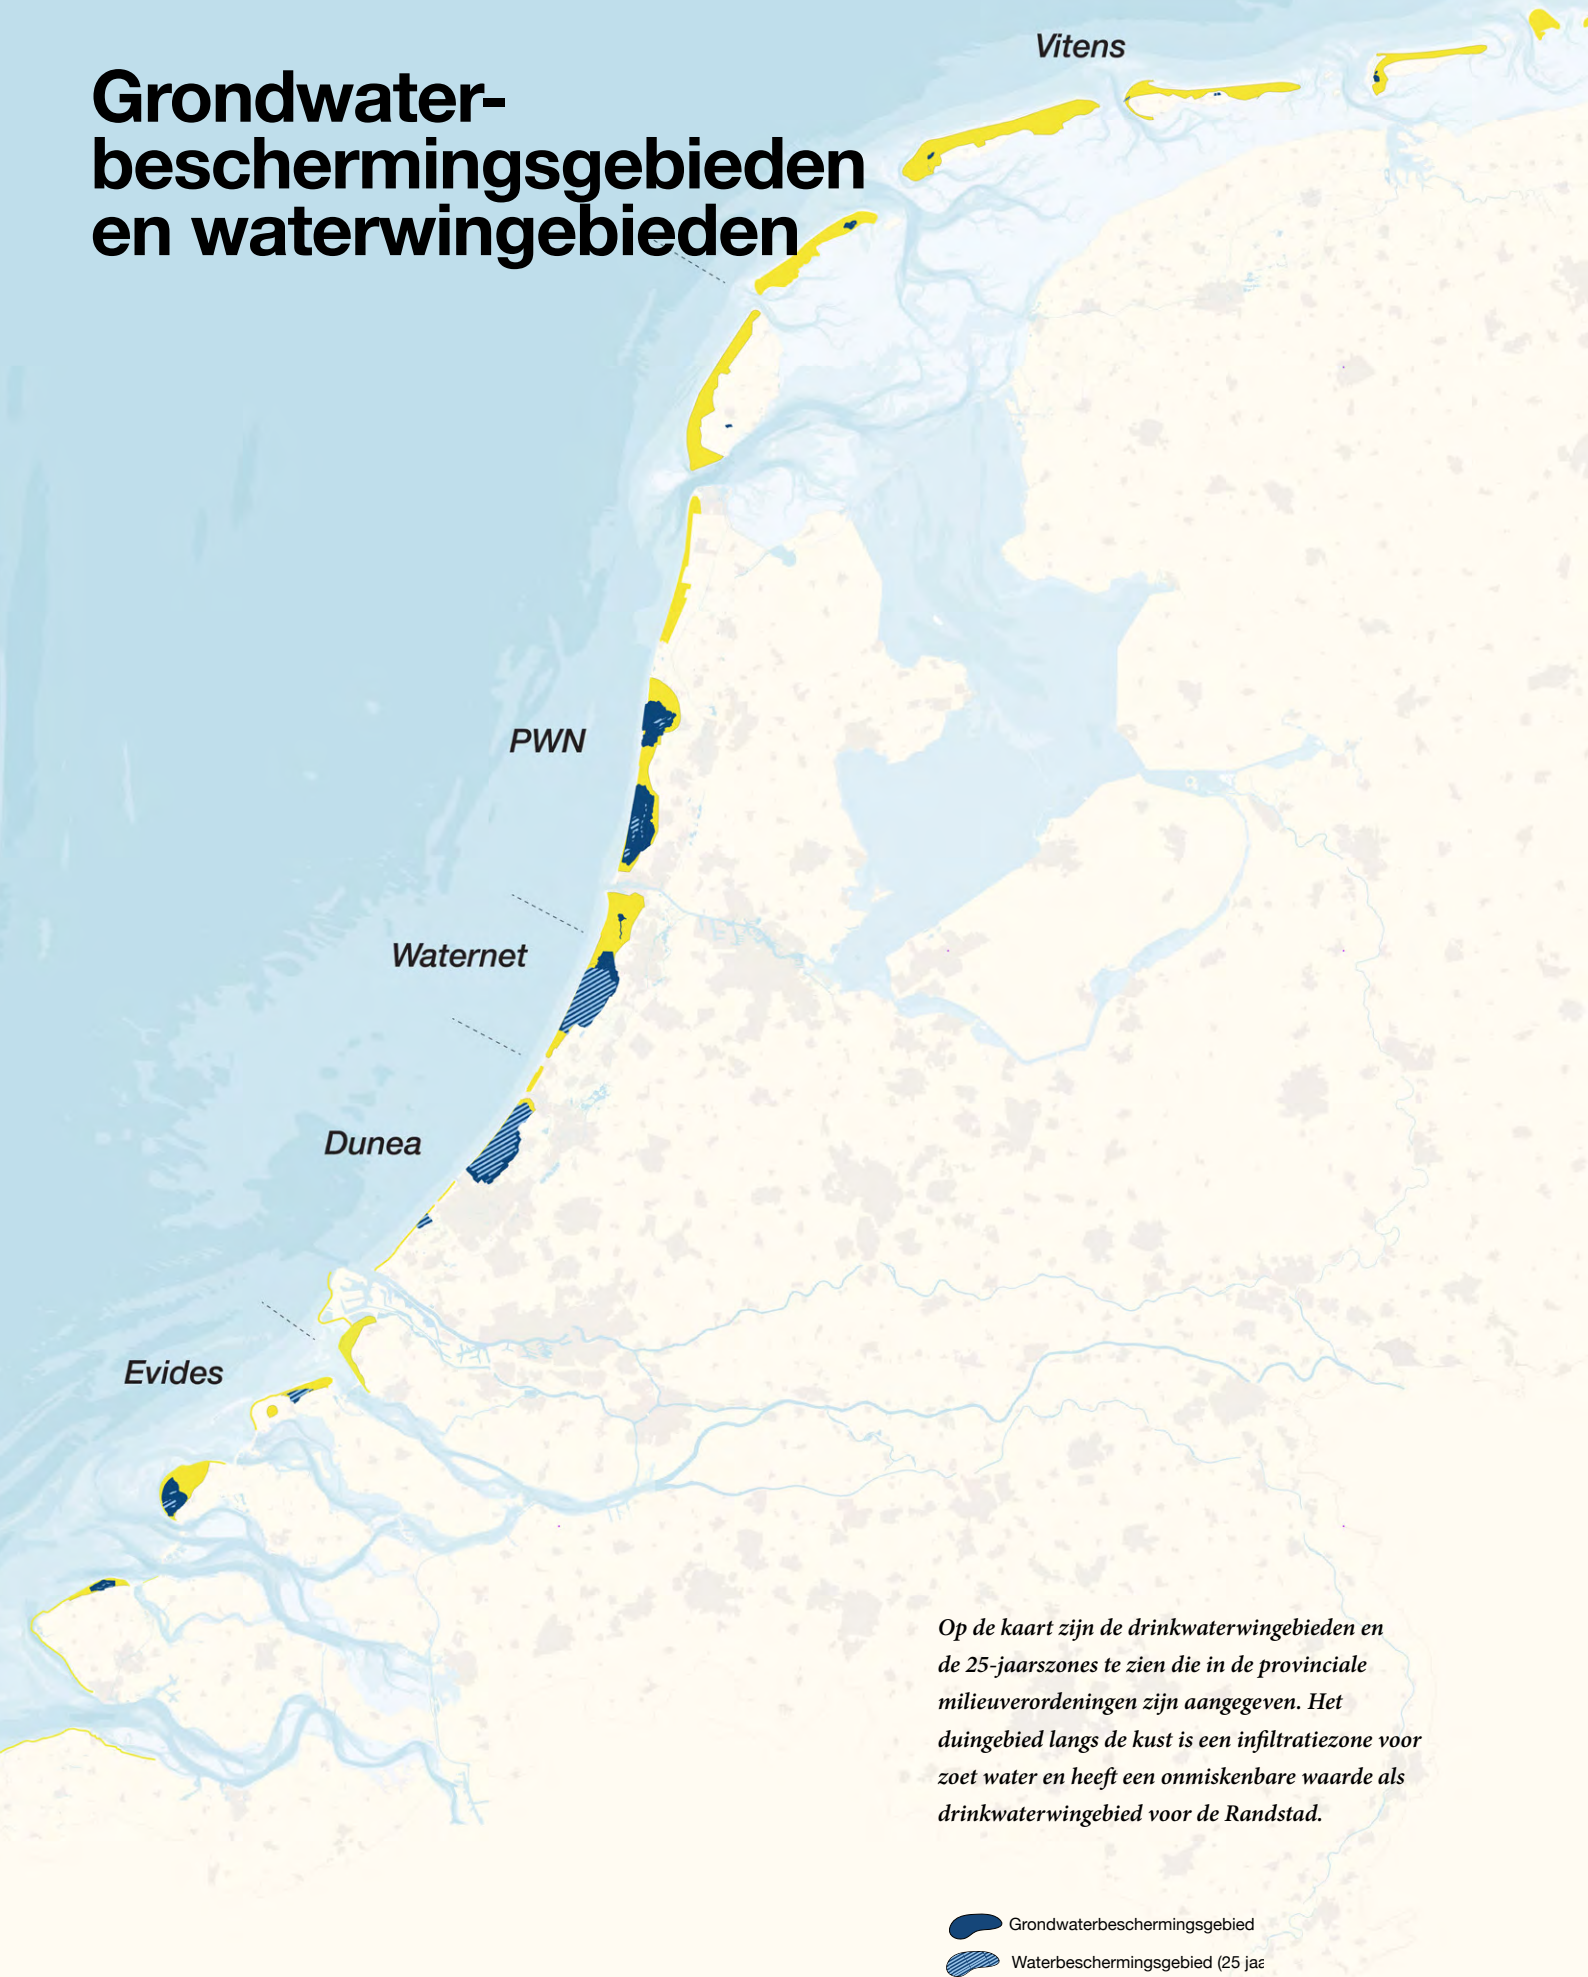 Grondwater-
beschermingsgebieden
en waterwingebieden
Vitens
PWN
Waternet
Dunea
Evides
Op de kaart zijn de drinkwaterwingebieden en
de 25-jaarszones te zien die in de provinciale
milieuverordeningen zijn aangegeven. Het
duingebied langs de kust is een infiltratiezone voor
zoet water en heeft een onmiskenbare waarde als
drinkwaterwingebied voor de Randstad.
Grondwaterbeschermingsgebied
Waterbeschermingsgebied (25 jaa